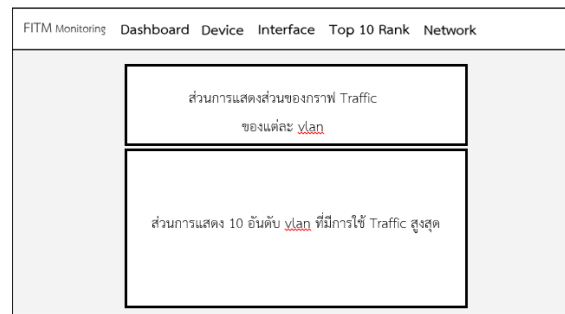 FITM Monitoring Dashboard Device Interface Top 10 Rank Network
ส่วนการแสดงส่วนของกราฟ Traffic
ของแต่ละ vlan
ส่วนการแสดง 10 อันดับ vlan ที่มีการใช้ Traffic สูงสุด